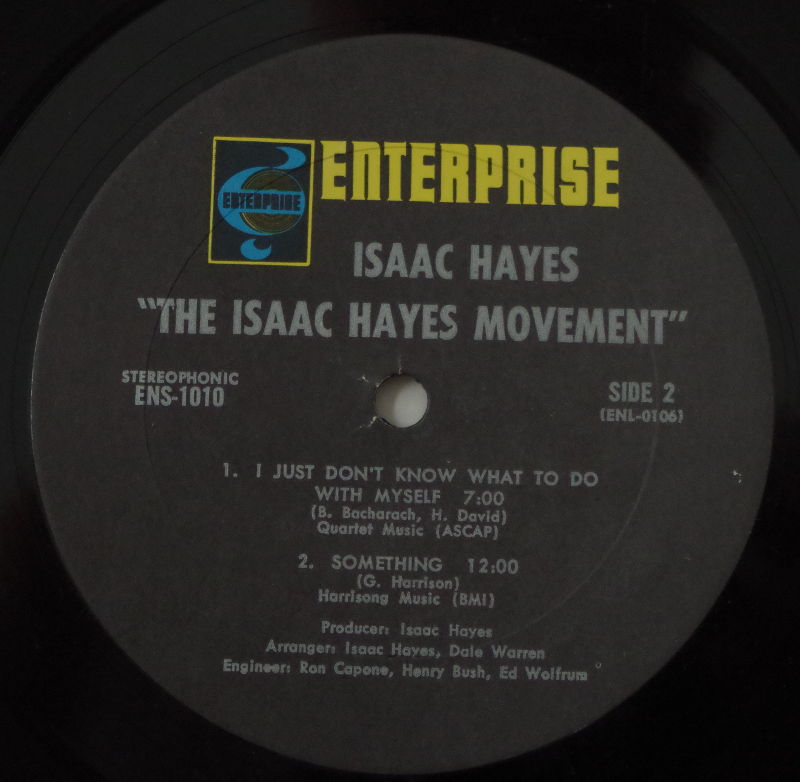 ENTERPRISE
ENTERPRISE
ISAAC HAYES
"THE ISAAC HAYES MOVEMENT"
STEREOPHONIC
ENS-1010
SIDE 2
(ENL-0106)
1. I JUST DON'T KNOW WHAT TO DO
WITH MYSELF 7:00
(B. Bacharach, H. David)
Quartet Music (ASCAP)
2. SOMETHING 12:00
(G. Harrison)
Harrisong Music (BMI)
Producer: Isaac Hayes
Arranger: Isaac Hayes, Dale Warren
Engineer: Ron Capone, Henry Bush, Ed Wolfrum